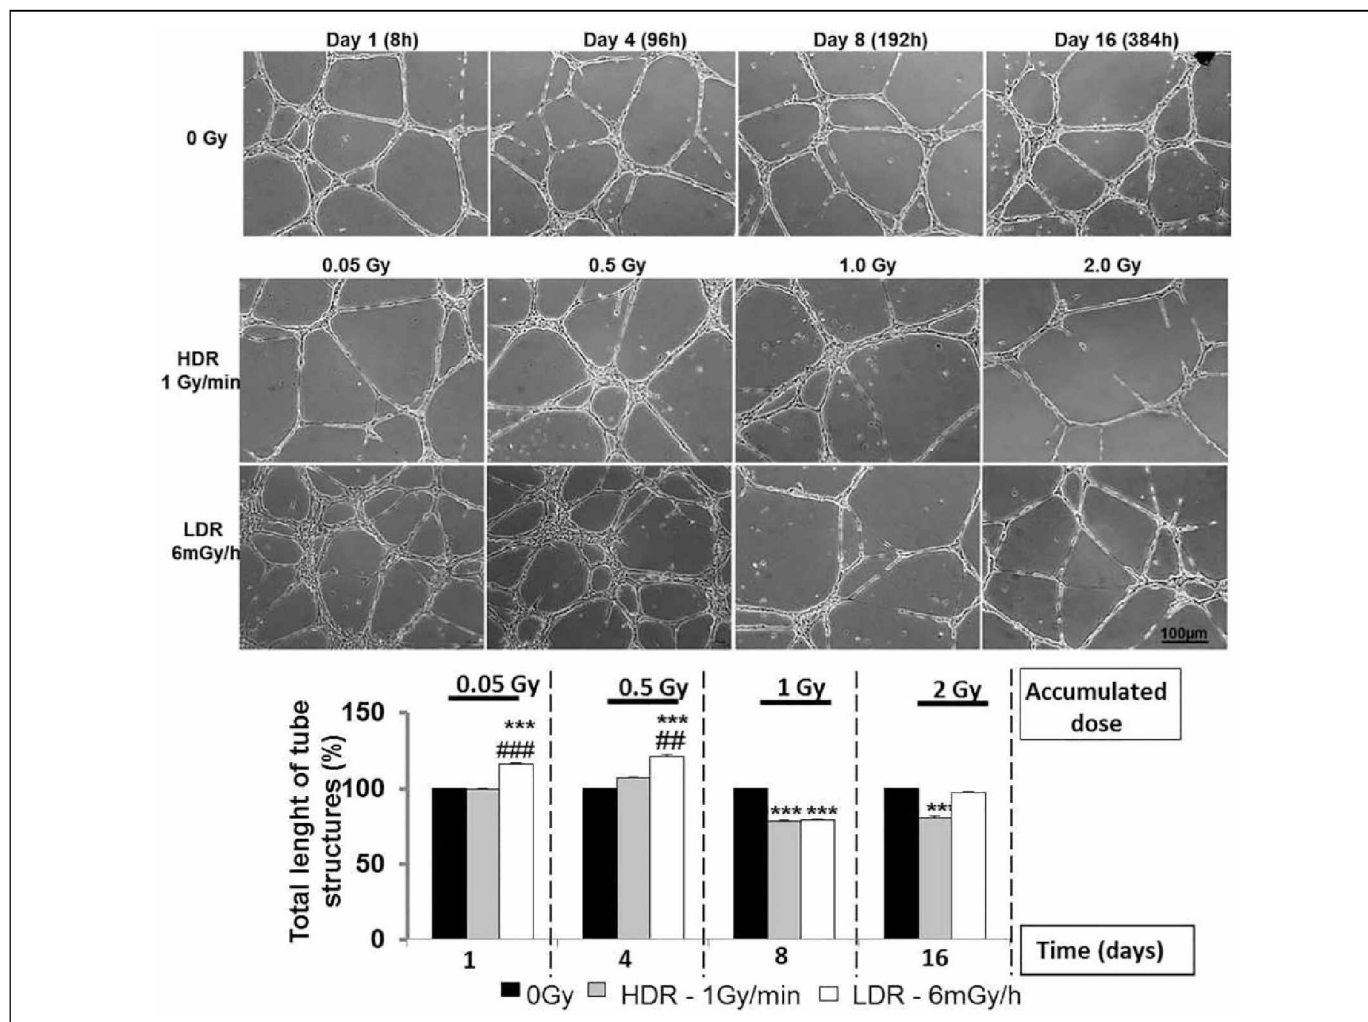 Day 1 (8h) Day 4 (96h) Day 8 (192h) Day 16 (384h)
0 Gy
0.05 Gy 0.5 Gy 1.0 Gy 2.0 Gy
HDR
1 Gy/min
LDR
6mGy/h
100µm
0.05 Gy 0.5 Gy 1 Gy 2 Gy
Accumulated
dose
Total lenght of tube
structures (%)
150
100
50
0
***
###
***
##
*** ***
***
1 4 8 16
Time (days)
0Gy HDR - 1Gy/min LDR - 6mGy/h